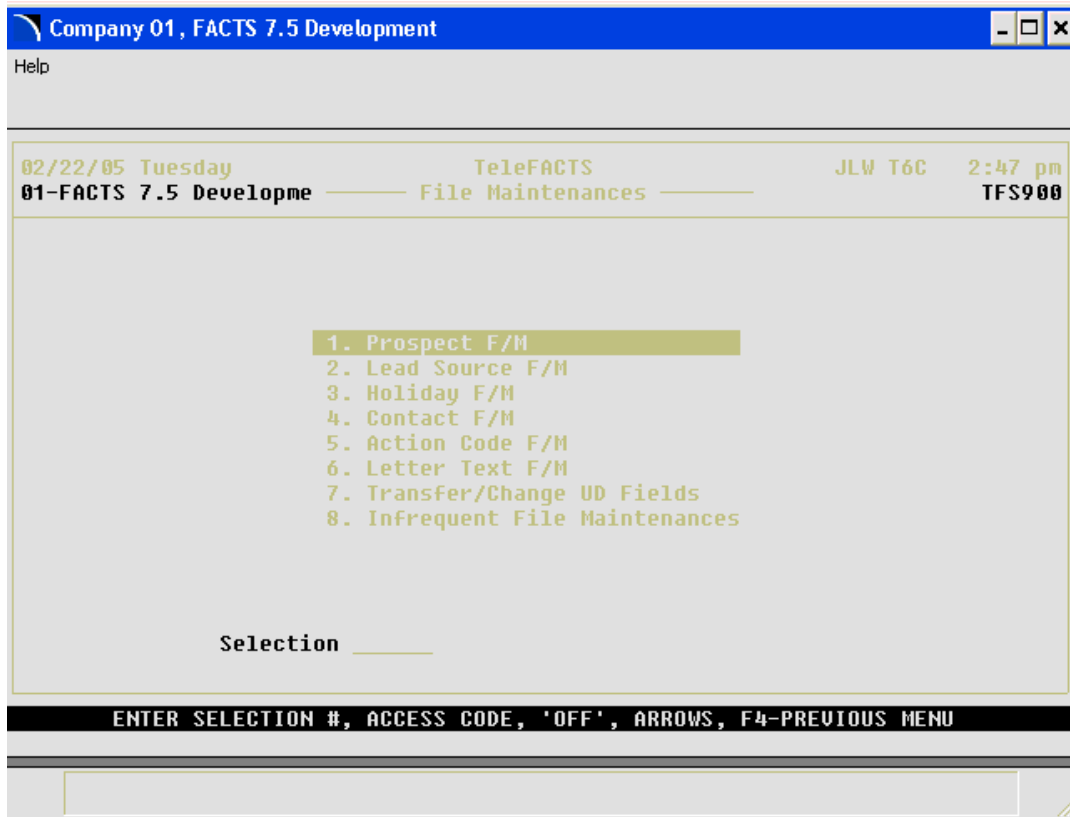 Company 01, FACTS 7.5 Development
Help
02/22/05 Tuesday TeleFACTS JLW T6C 2:47 pm
01-FACTS 7.5 Developme File Maintenances TFS900
1. Prospect F/M
2. Lead Source F/M
3. Holiday F/M
4. Contact F/M
5. Action Code F/M
6. Letter Text F/M
7. Transfer/Change UD Fields
8. Infrequent File Maintenances
Selection ______
ENTER SELECTION #, ACCESS CODE, 'OFF', ARROWS, F4-PREVIOUS MENU